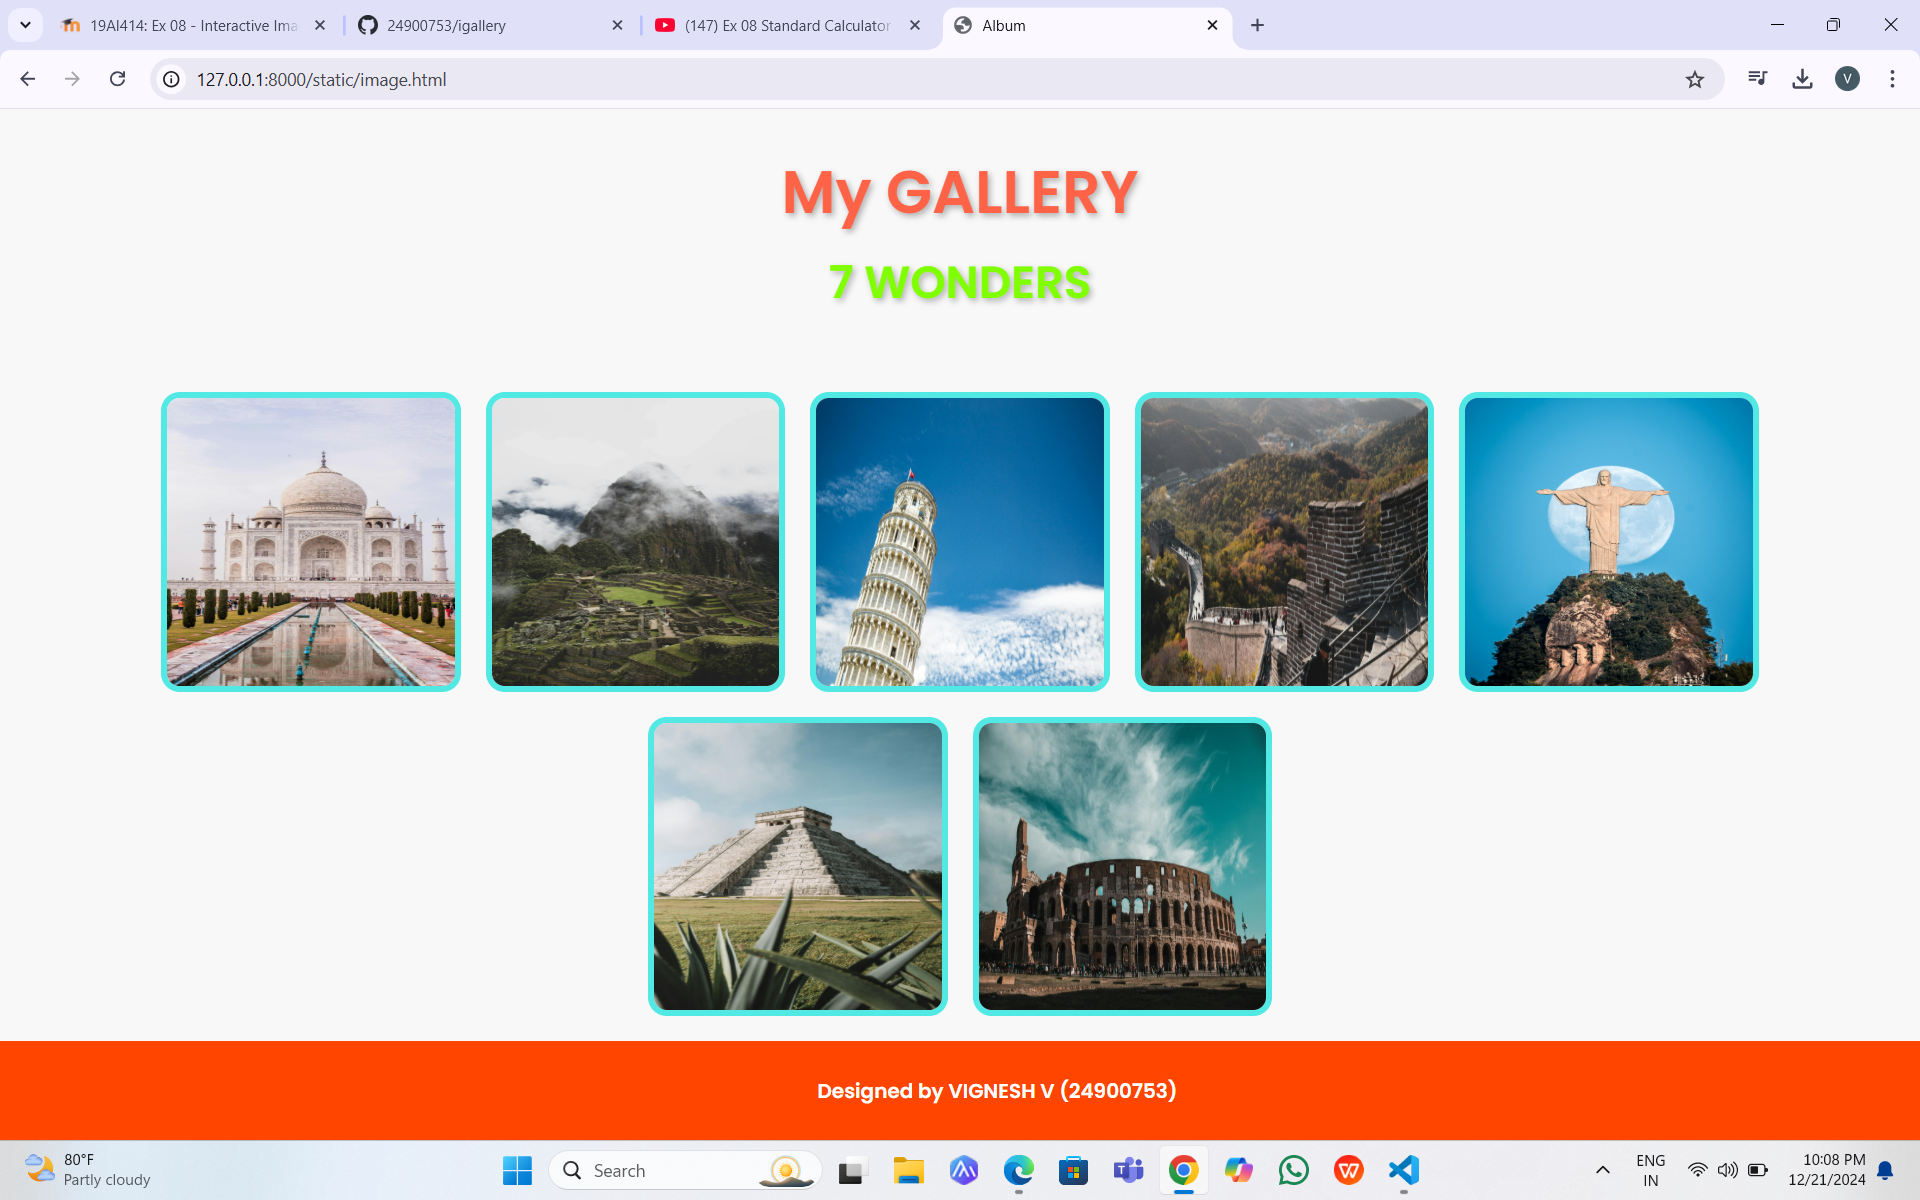 19AI414: Ex 08 - Interactive Ima
24900753/igallery
(147) Ex 08 Standard Calculator
Album
127.0.0.1:8000/static/image.html
V
My GALLERY
7 WONDERS
Designed by VIGNESH V (24900753)
80°F
Partly cloudy
Search
ENG
IN
10:08 PM
12/21/2024